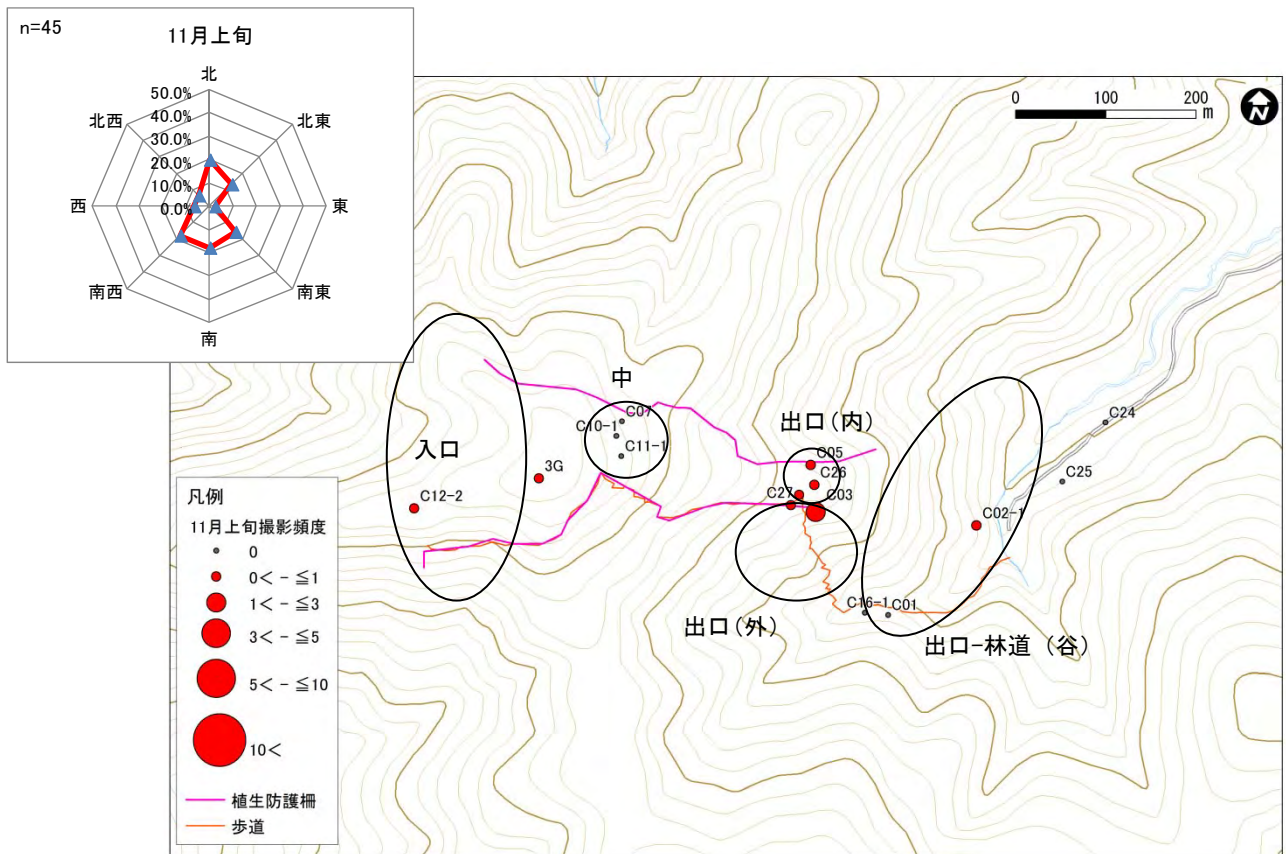 n=45
11月上旬
北
50.0%
40.0%
30.0%
20.0%
10.0%
0.0%
北東
東
南東
南
南西
西
北西
0 100 200
m
N
中
C07
C10-1
C11-1
入口
3G
C12-2
出口(内)
C05
C26
C27
C03
C24
C25
C02-1
C16-1
C01
出口(外)
出口-林道(谷)
凡例
11月上旬撮影頻度
0
0< - ≦1
1< - ≦3
3< - ≦5
5< - ≦10
10<
植生防護柵
歩道